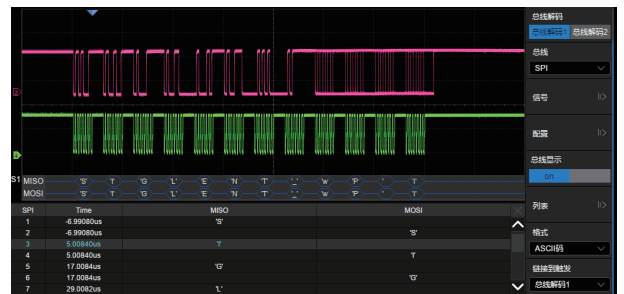 总线解码
总线解码1 总线解码2
总线
SPI
信号
配置
总线显示
on
列表
格式
ASCII码
链接到触发
总线解码1
S1 MISO 'S' 'I' 'G' 'L' 'E' 'N' 'T' '_' 'W' 'P' 'I'
MOSI 'S' 'I' 'G' 'L' 'E' 'N' 'T' '_' 'W' 'P' 'I'
SPI Time MISO MOSI
1 -6.99080us 'S'
2 -6.99080us 'S'
3 5.00840us 'I'
4 5.00840us 'I'
5 17.0084us 'G'
6 17.0084us 'G'
7 29.0082us 'L'